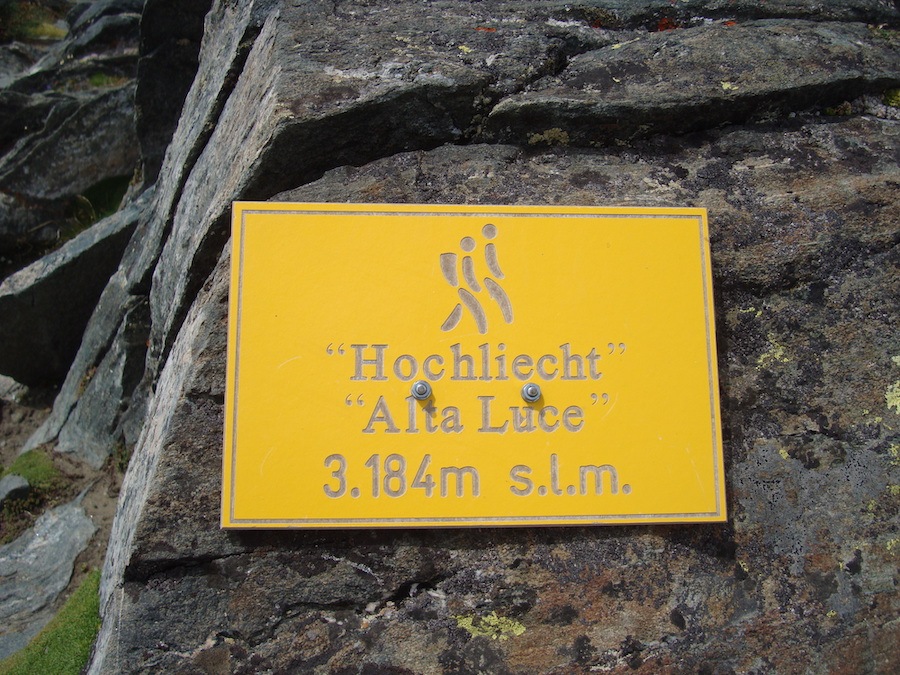 “Hochliecht”
“Alta Luce”
3.184m s.l.m.